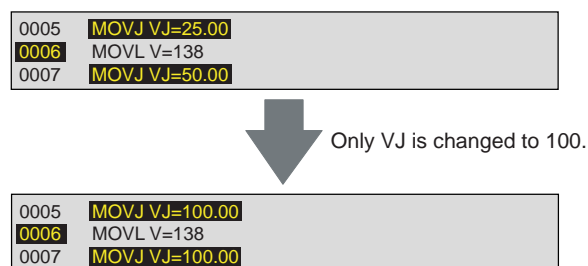 0005 MOVJ VJ=25.00
0006 MOVL V=138
0007 MOVJ VJ=50.00
Only VJ is changed to 100.
0005 MOVJ VJ=100.00
0006 MOVL V=138
0007 MOVJ VJ=100.00